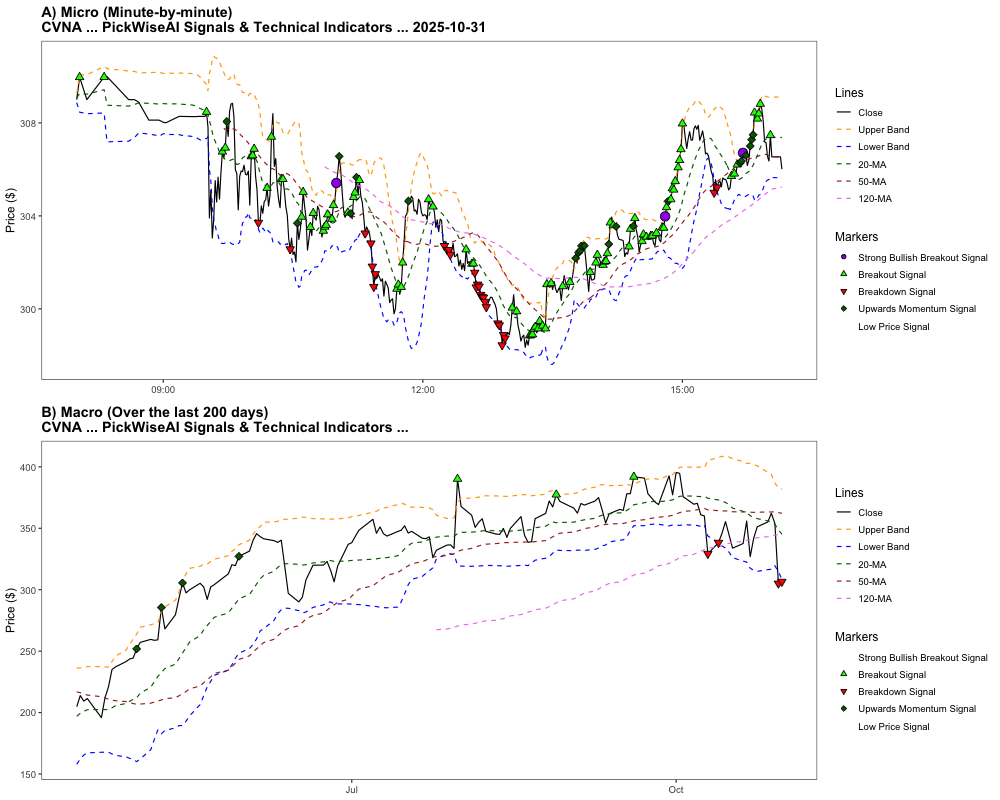 A) Micro (Minute-by-minute)
CVNA ... PickWiseAI Signals & Technical Indicators ... 2025-10-31
Price ($)
308
304
300
09:00
12:00
15:00
Lines
Close
Upper Band
Lower Band
20-MA
50-MA
120-MA
Markers
Strong Bullish Breakout Signal
Breakout Signal
Breakdown Signal
Upwards Momentum Signal
Low Price Signal
B) Macro (Over the last 200 days)
CVNA ... PickWiseAI Signals & Technical Indicators ...
Price ($)
400
350
300
250
200
150
Jul
Oct
Lines
Close
Upper Band
Lower Band
20-MA
50-MA
120-MA
Markers
Strong Bullish Breakout Signal
Breakout Signal
Breakdown Signal
Upwards Momentum Signal
Low Price Signal